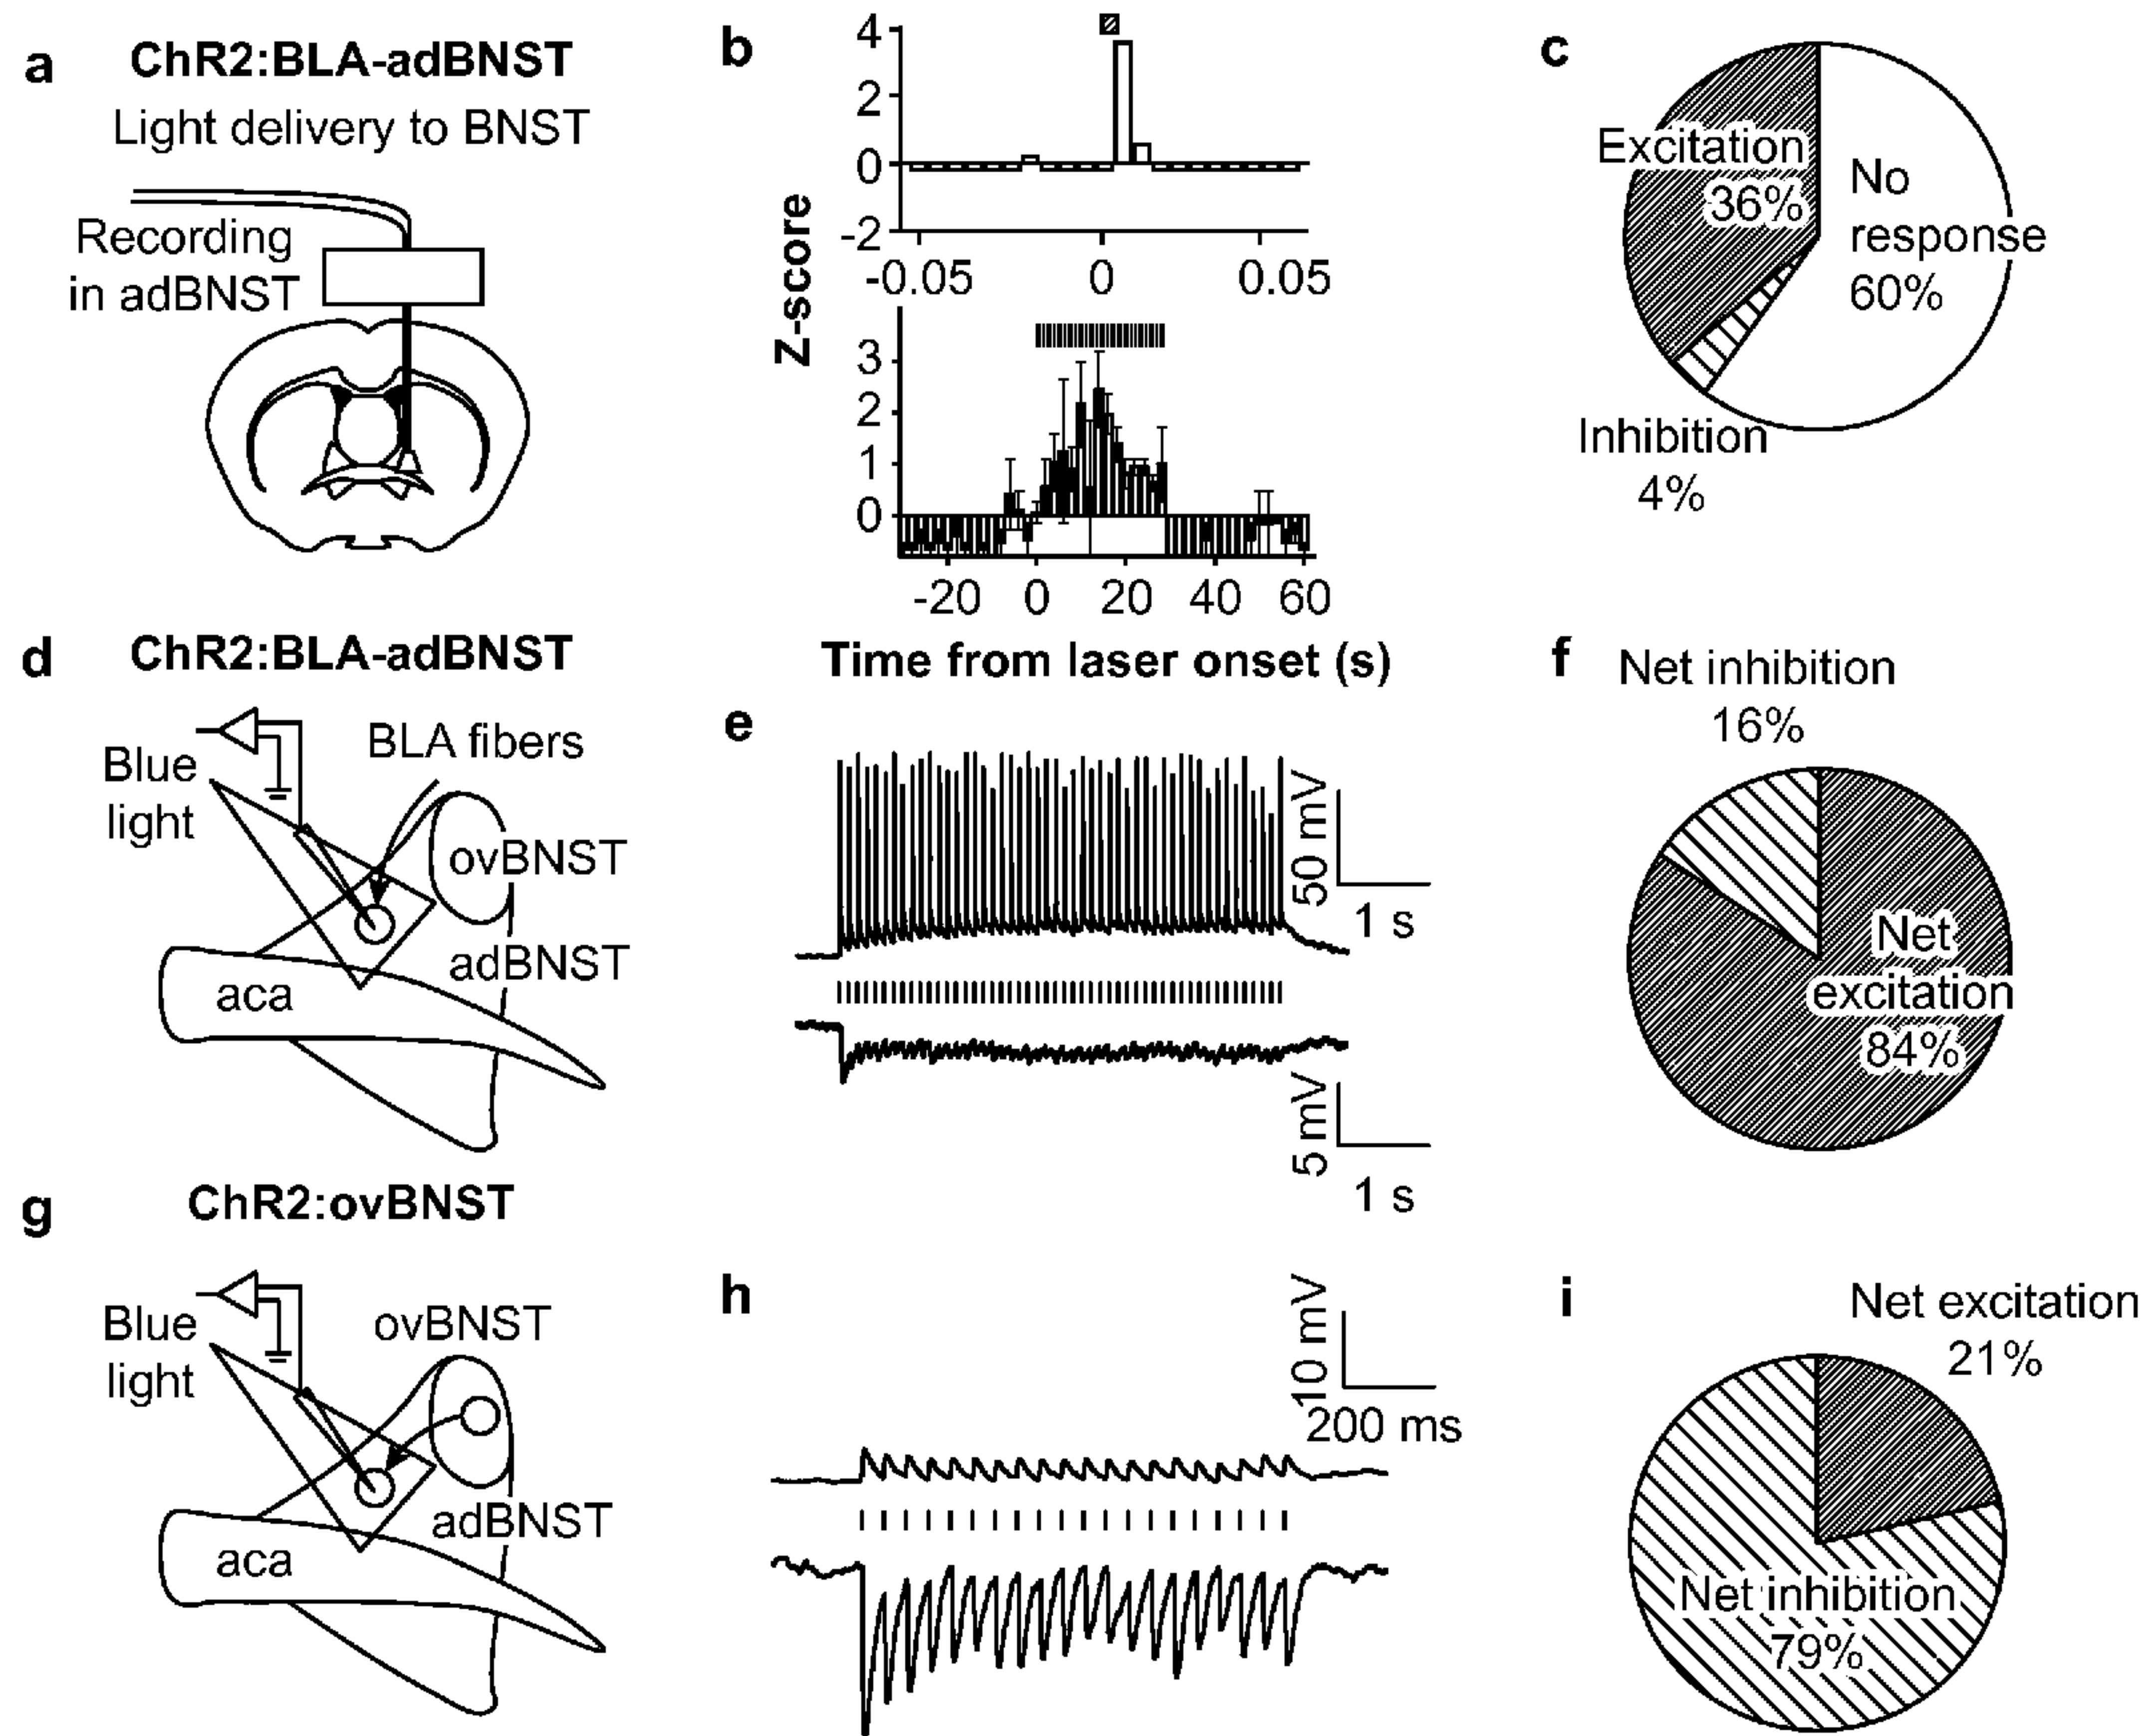 a
ChR2:BLA-adBNST
Light delivery to BNST
Recording
in adBNST
b
Z-score
4
2
0
-2
-0.05
0
0.05
3
2
1
0
-20
0
20
40
60
Time from laser onset (s)
c
Excitation
36%
No
response
60%
Inhibition
4%
d
ChR2:BLA-adBNST
Blue
light
BLA fibers
ovBNST
adBNST
aca
e
50 mV
1 s
5 mV
1 s
f
Net inhibition
16%
Net
excitation
84%
g
ChR2:ovBNST
Blue
light
ovBNST
adBNST
aca
h
10 mV
200 ms
i
Net excitation
21%
Net inhibition
79%